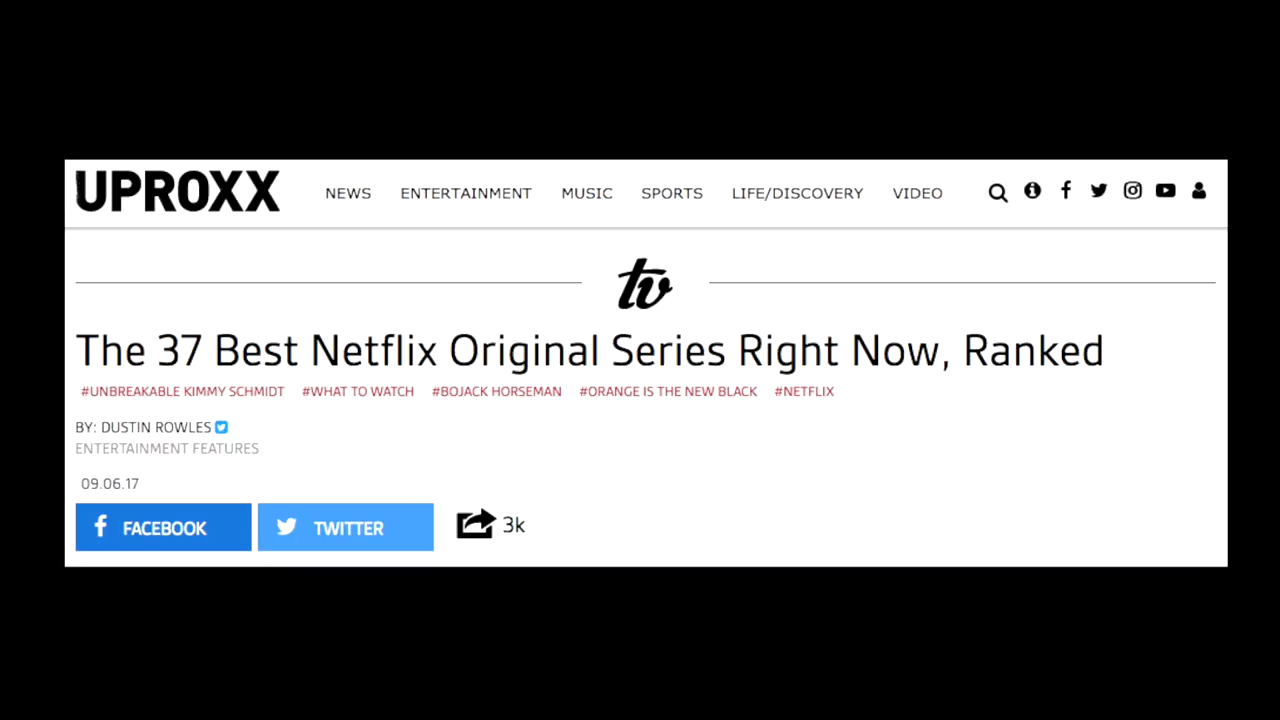 UPROXX NEWS ENTERTAINMENT MUSIC SPORTS LIFE/DISCOVERY VIDEO
tv
The 37 Best Netflix Original Series Right Now, Ranked
#UNBREAKABLE KIMMY SCHMIDT #WHAT TO WATCH #BOJACK HORSEMAN #ORANGE IS THE NEW BLACK #NETFLIX
BY: DUSTIN ROWLES
ENTERTAINMENT FEATURES
09.06.17
FACEBOOK TWITTER 3k